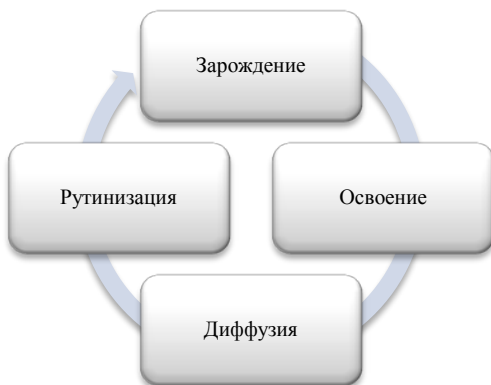 Зарождение
Освоение
Диффузия
Рутинизация